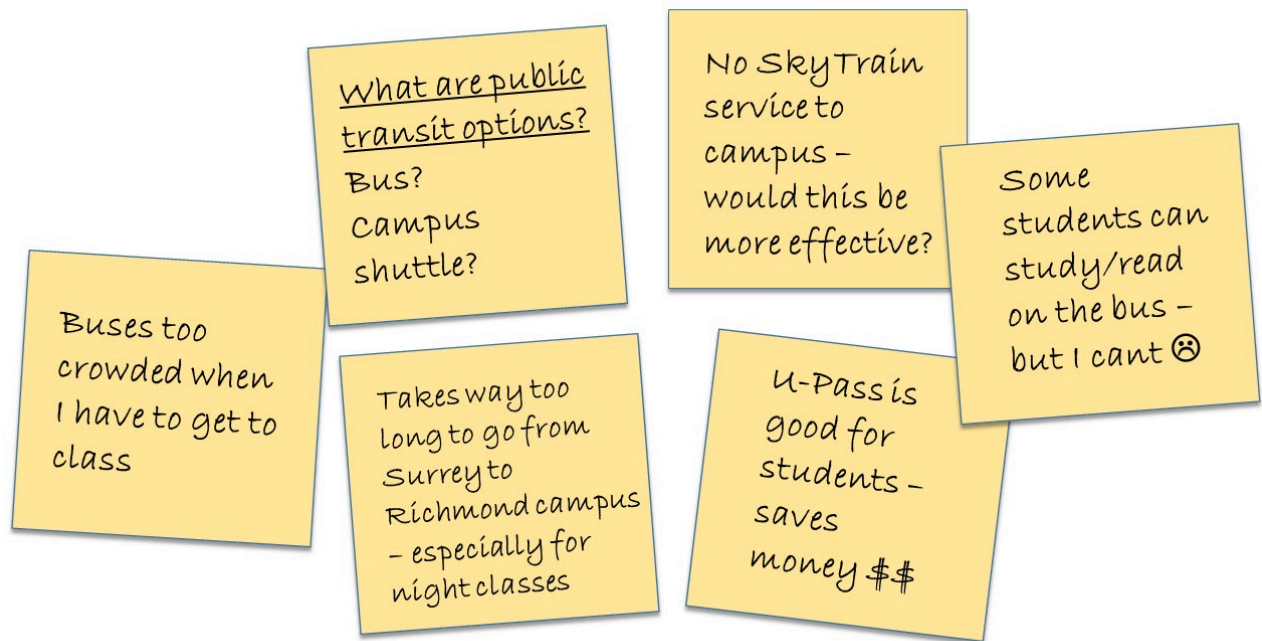 What are public
transit options?
Bus?
Campus
shuttle?
No SkyTrain
service to
campus –
would this be
more effective?
Some
students can
study/read
on the bus –
but I cant ☹
Buses too
crowded when
I have to get to
class
Takes way too
long to go from
Surrey to
Richmond campus
– especially for
night classes
U-Pass is
good for
students –
saves
money $$